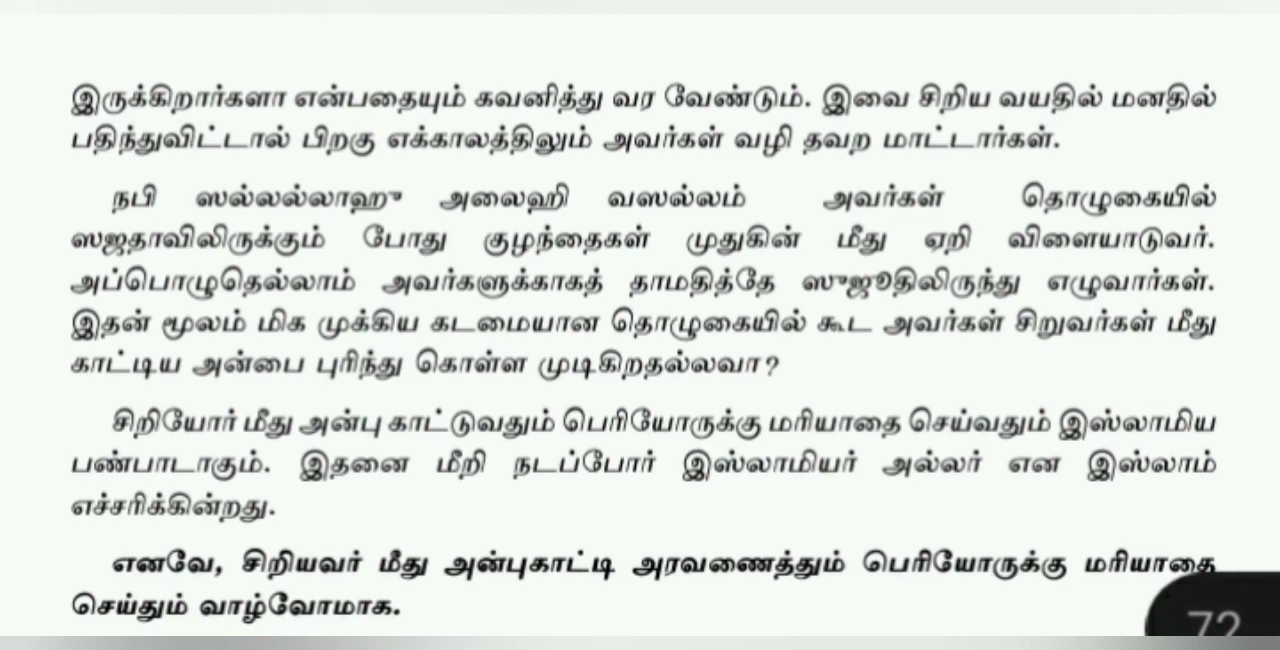 இருக்கிறார்களா என்பதையும் கவனித்து வர வேண்டும். இவை சிறிய வயதில் மனதில்
பதிந்துவிட்டால் பிறகு எக்காலத்திலும் அவர்கள் வழி தவற மாட்டார்கள்.
நபி ஸல்லல்லாஹு அலைஹி வஸல்லம் அவர்கள் தொழுகையில்
ஸஜதாவிலிருக்கும் போது குழந்தைகள் முதுகின் மீது ஏறி விளையாடுவர்.
அப்பொழுதெல்லாம் அவர்களுக்காகத் தாமதித்தே ஸுஜூதிலிருந்து எழுவார்கள்.
இதன் மூலம் மிக முக்கிய கடமையான தொழுகையில் கூட அவர்கள் சிறுவர்கள் மீது
காட்டிய அன்பை புரிந்து கொள்ள முடிகிறதல்லவா?
சிறியோர் மீது அன்பு காட்டுவதும் பெரியோருக்கு மரியாதை செய்வதும் இஸ்லாமிய
பண்பாடாகும். இதனை மீறி நடப்போர் இஸ்லாமியர் அல்லர் என இஸ்லாம்
எச்சரிக்கின்றது.
எனவே, சிறியவர் மீது அன்புகாட்டி அரவணைத்தும் பெரியோருக்கு மரியாதை
செய்தும் வாழ்வோமாக.
72